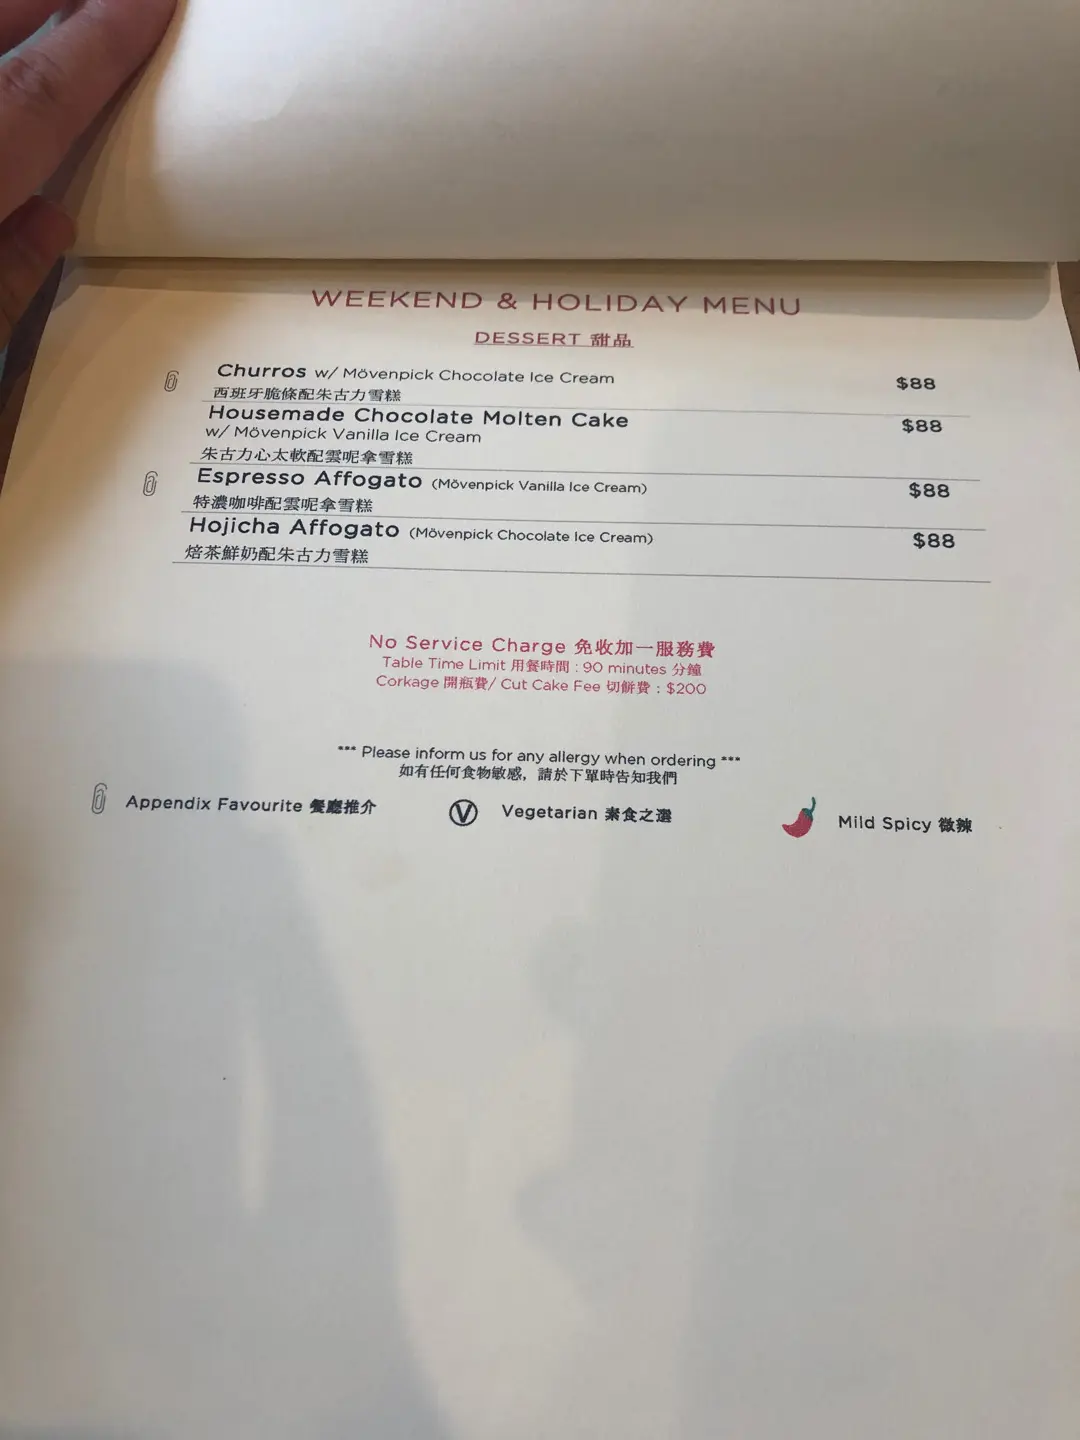 WEEKEND & HOLIDAY MENU
DESSERT 甜品
Churros w/ Mövenpick Chocolate Ice Cream $88
西班牙脆條配朱古力雪糕
Housemade Chocolate Molten Cake $88
w/ Mövenpick Vanilla Ice Cream
朱古力心太軟配雲呢拿雪糕
Espresso Affogato (Mövenpick Vanilla Ice Cream) $88
特濃咖啡配雲呢拿雪糕
Hojicha Affogato (Mövenpick Chocolate Ice Cream) $88
焙茶鮮奶配朱古力雪糕
No Service Charge 免收加一服務費
Table Time Limit 用餐時間 : 90 minutes 分鐘
Corkage 開瓶費/ Cut Cake Fee 切餅費 : $200
*** Please inform us for any allergy when ordering ***
如有任何食物敏感，請於下單時告知我們
Appendix Favourite 餐廳推介 V Vegetarian 素食之選 Mild Spicy 微辣